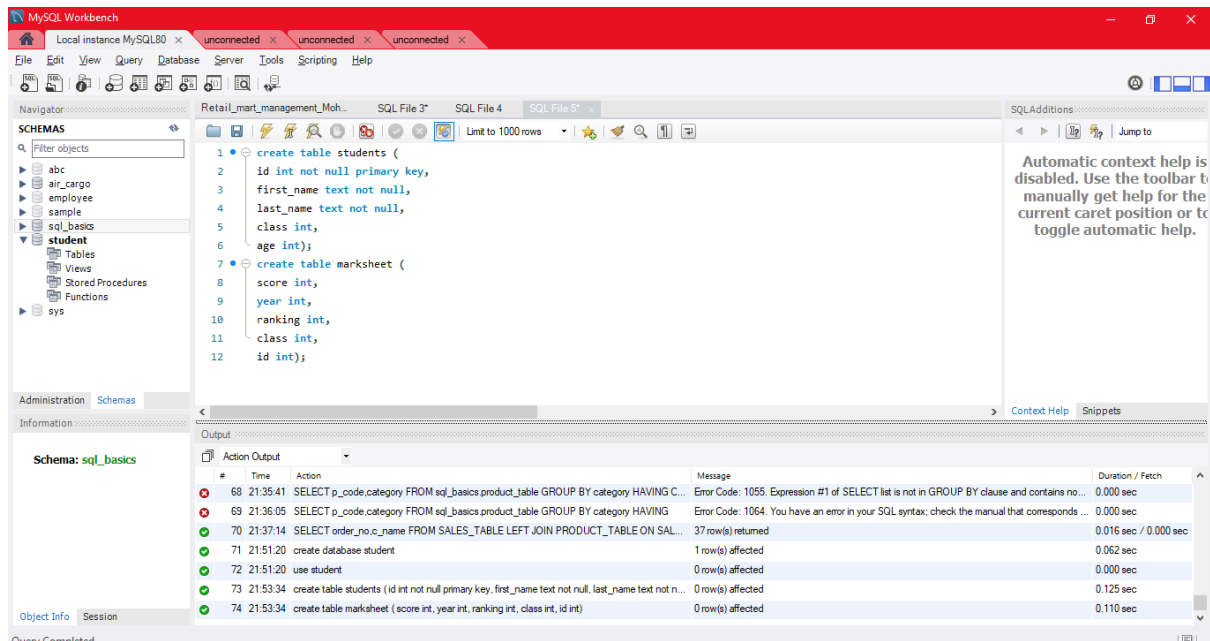 MySQL Workbench
Local instance MySQL80 × unconnected × unconnected × unconnected ×
File Edit View Query Database Server Tools Scripting Help
Navigator
SCHEMAS
Filter objects
abc
air_cargo
employee
sample
sql_basics
student
Tables
Views
Stored Procedures
Functions
sys
Administration Schemas
Information
Schema: sql_basics
Object Info Session
Retail_mart_management_Moh... SQL File 3* SQL File 4 SQL File 5* ×
Limit to 1000 rows
1 create table students (
2 id int not null primary key,
3 first_name text not null,
4 last_name text not null,
5 class int,
6 age int);
7 create table marksheet (
8 score int,
9 year int,
10 ranking int,
11 class int,
12 id int);
SQLAdditions
Jump to
Automatic context help is
disabled. Use the toolbar to
manually get help for the
current caret position or to
toggle automatic help.
Context Help Snippets
Output
Action Output
# Time Action Message Duration / Fetch
68 21:35:41 SELECT p_code,category FROM sql_basics.product_table GROUP BY category HAVING C... Error Code: 1055. Expression #1 of SELECT list is not in GROUP BY clause and contains no... 0.000 sec
69 21:36:05 SELECT p_code,category FROM sql_basics.product_table GROUP BY category HAVING Error Code: 1064. You have an error in your SQL syntax; check the manual that corresponds ... 0.000 sec
70 21:37:14 SELECT order_no,c_name FROM SALES_TABLE LEFT JOIN PRODUCT_TABLE ON SAL... 37 row(s) returned 0.016 sec / 0.000 sec
71 21:51:20 create database student 1 row(s) affected 0.062 sec
72 21:51:20 use student 0 row(s) affected 0.000 sec
73 21:53:34 create table students ( id int not null primary key, first_name text not null, last_name text not n... 0 row(s) affected 0.125 sec
74 21:53:34 create table marksheet ( score int, year int, ranking int, class int, id int) 0 row(s) affected 0.110 sec
Query Completed